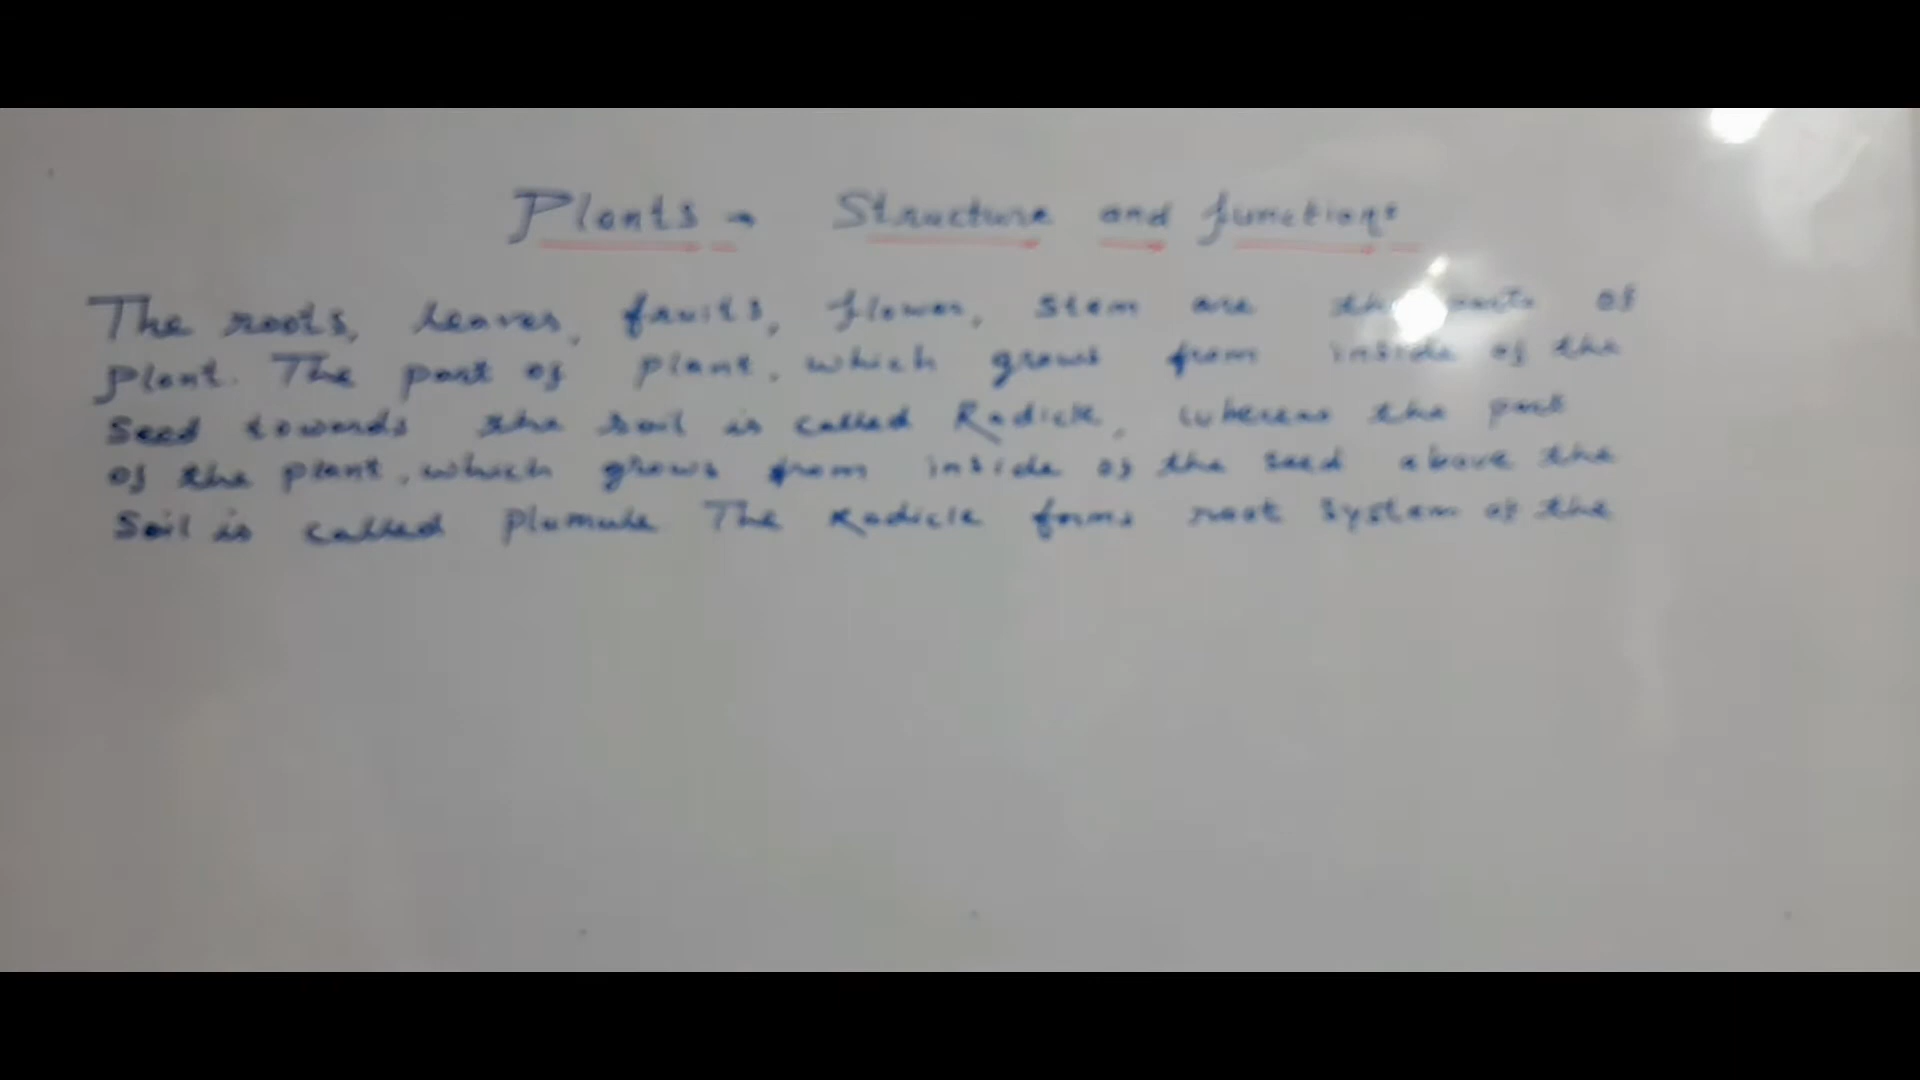 Plants → Structure and functions
The roots, leaves, fruits, flower, stem are the parts of
plant. The part of plant, which grows from inside of the
seed towards the soil is called Radicle, whereas the part
of the plant, which grows from inside of the seed above the
soil is called Plumule The Radicle forms root system of the